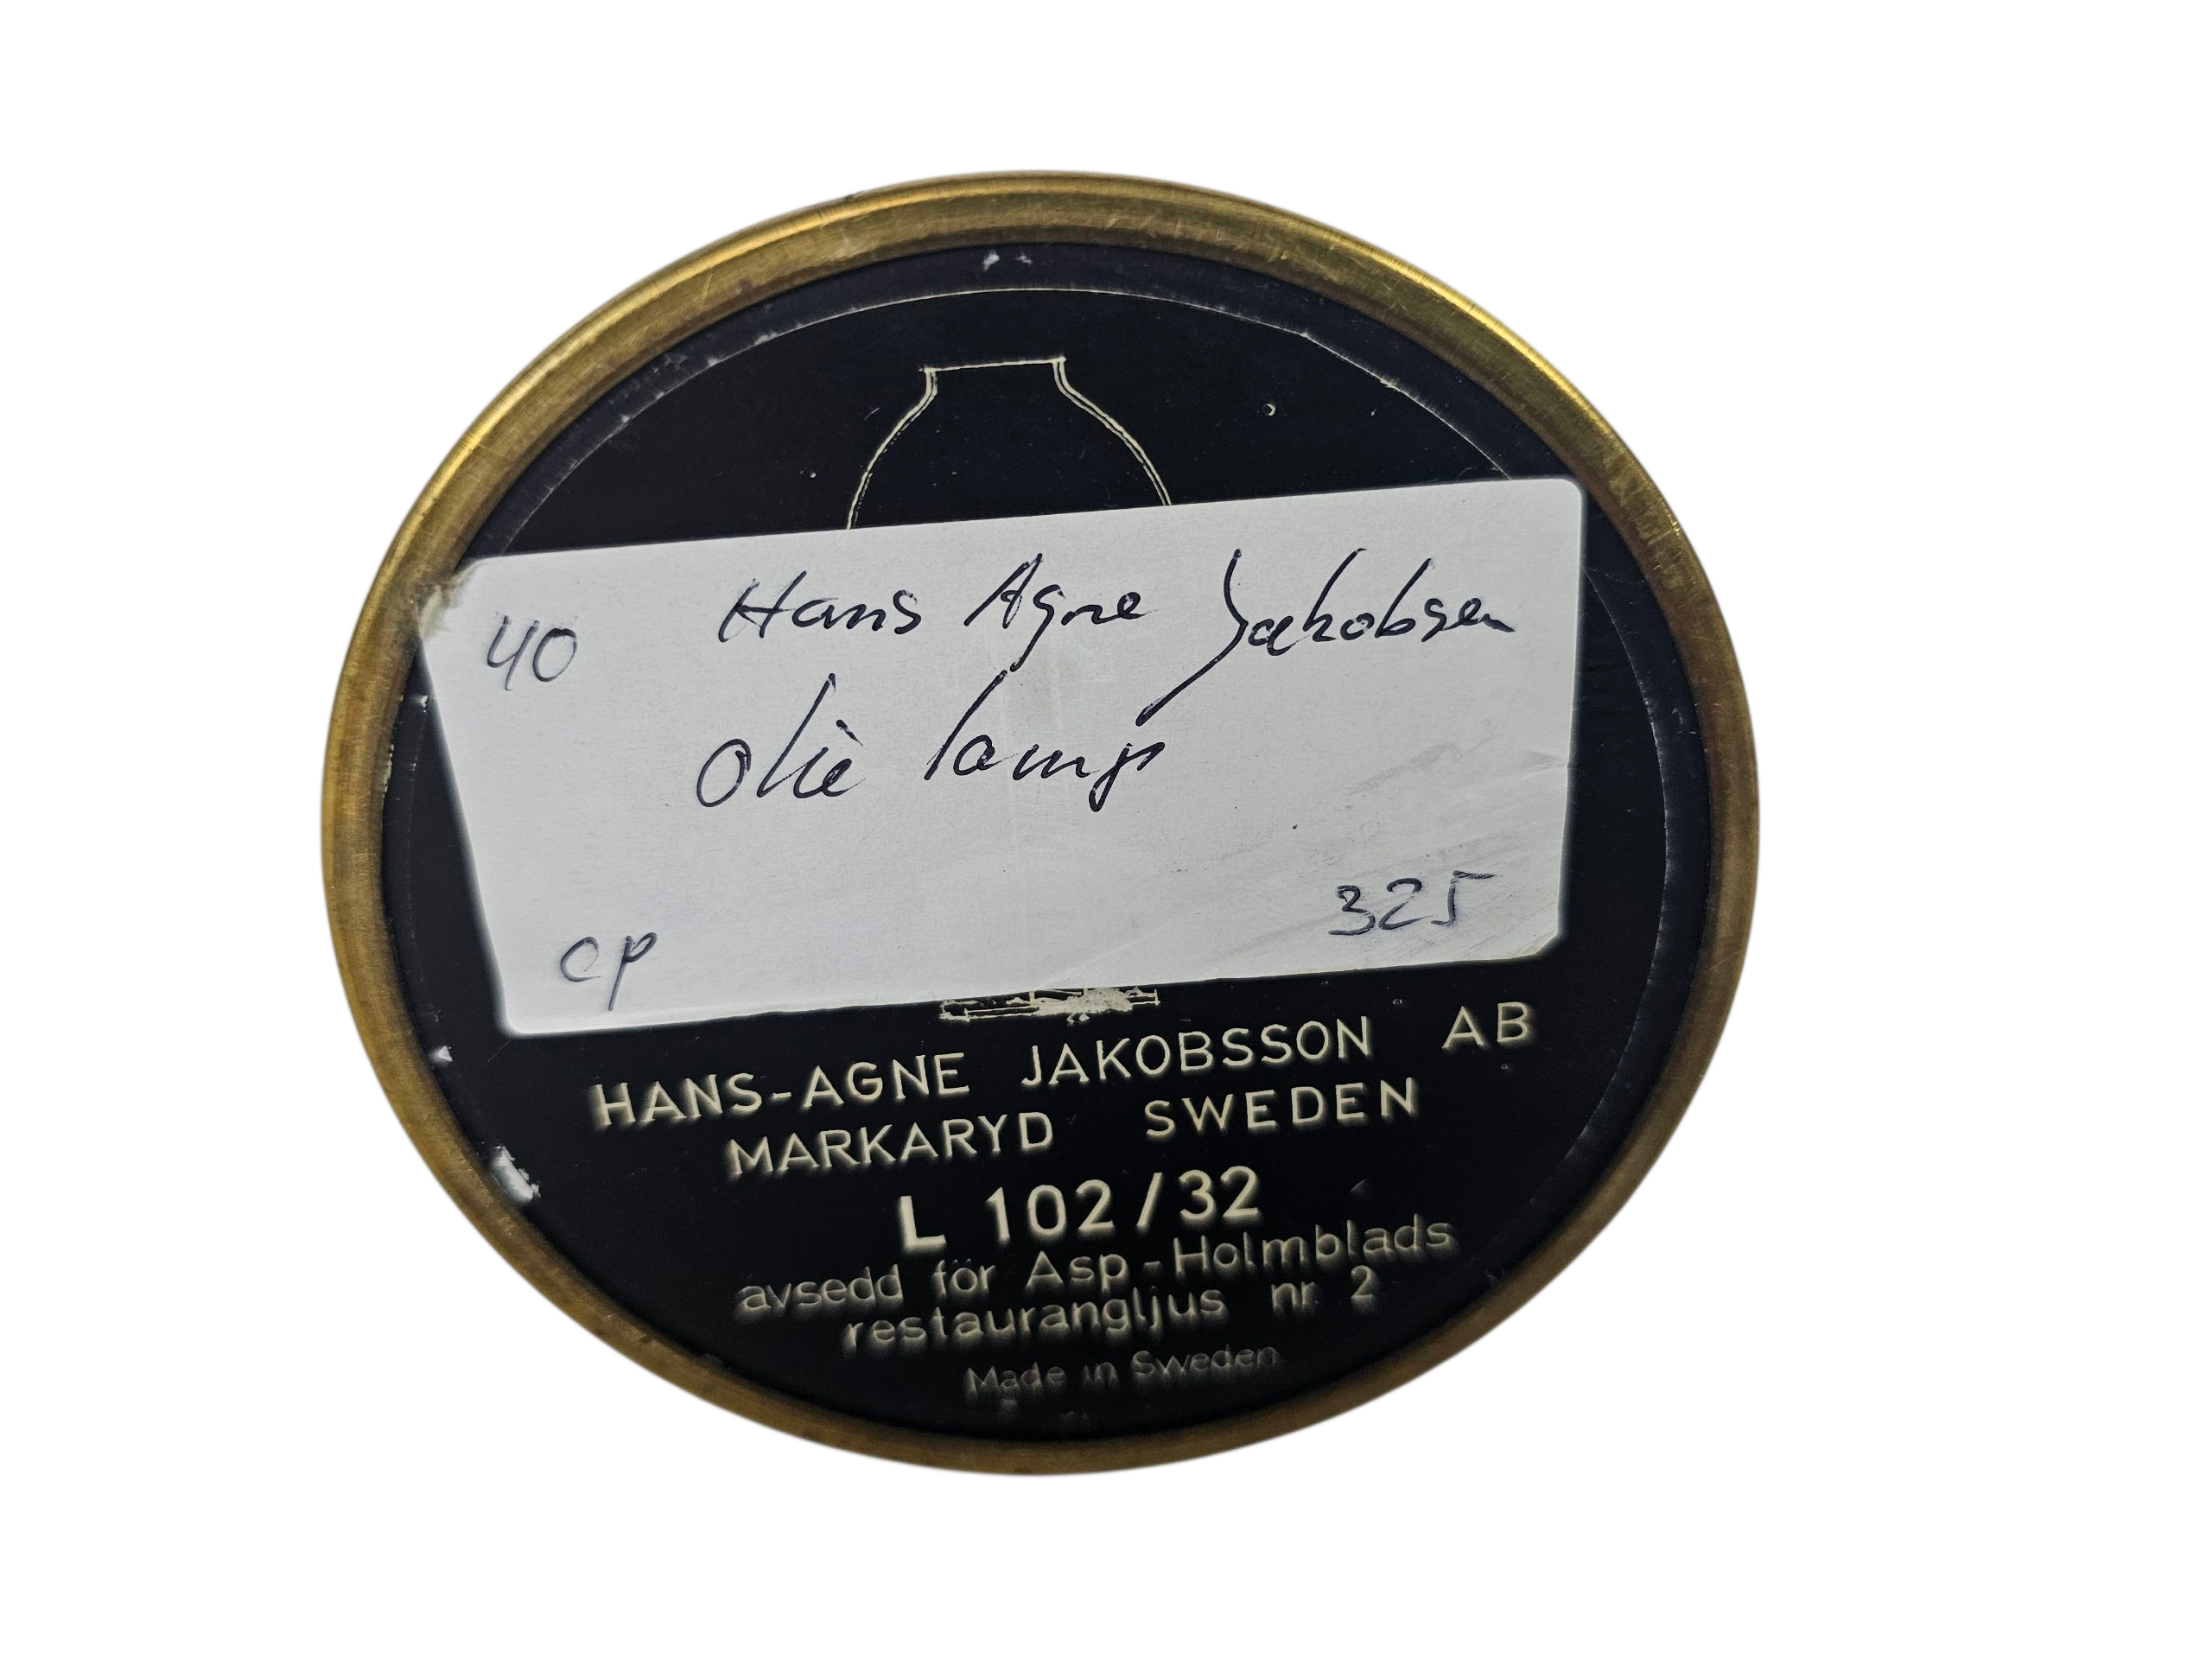 40 Hans Agne Jakobsen
olie lamp
cp 325
HANS-AGNE JAKOBSSON AB
MARKARYD SWEDEN
L 102/32
avsedd för Asp-Holmblads
restaurangljus nr 2
Made in Sweden